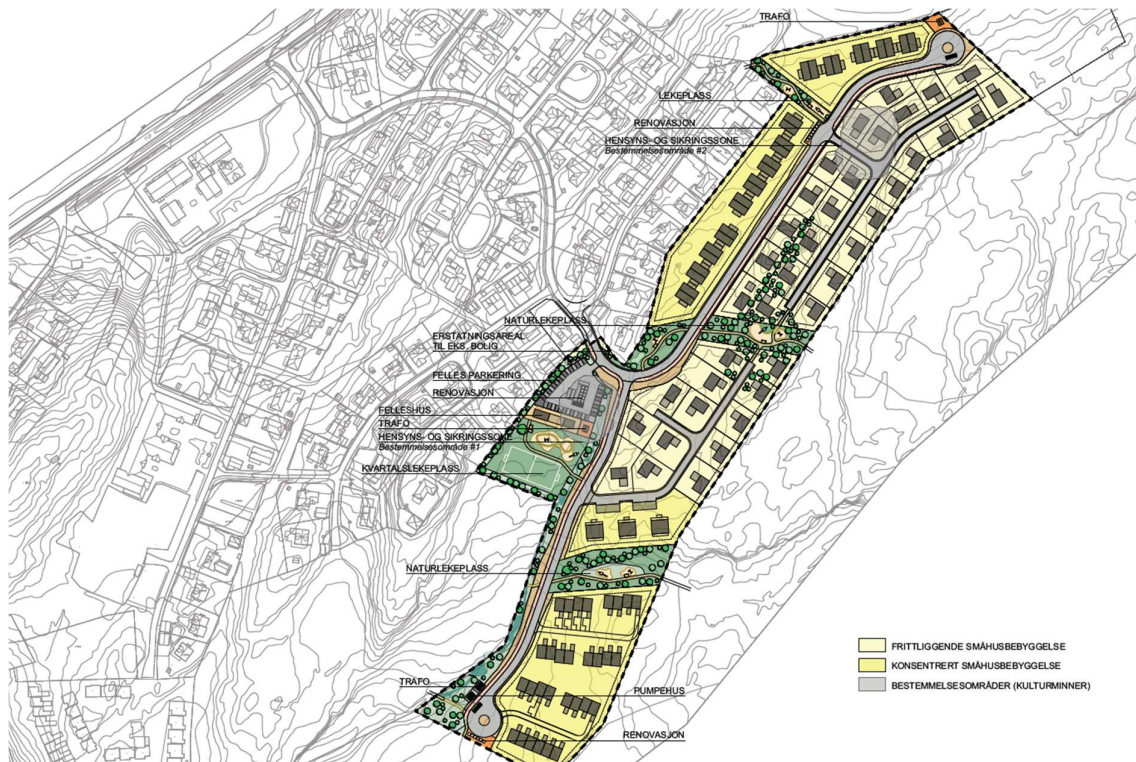 TRAFO
LEKEPLASS
RENOVASJON
HENSYNS- OG SIKRINGSSONE
Bestemmelsesområde #2
NATURLEKEPLASS
ERSTATNINGSAREAL
TIL EKS. BOLIG
FELLES PARKERING
RENOVASJON
FELLESHUS
TRAFO
HENSYNS- OG SIKRINGSSONE
Bestemmelsesområde #1
KVARTALSLEKEPLASS
NATURLEKEPLASS
TRAFO
PUMPEHUS
RENOVASJON
FRITTLIGGENDE SMÅHUSBEBYGGELSE
KONSENTRERT SMÅHUSBEBYGGELSE
BESTEMMELSESOMRÅDER (KULTURMINNER)